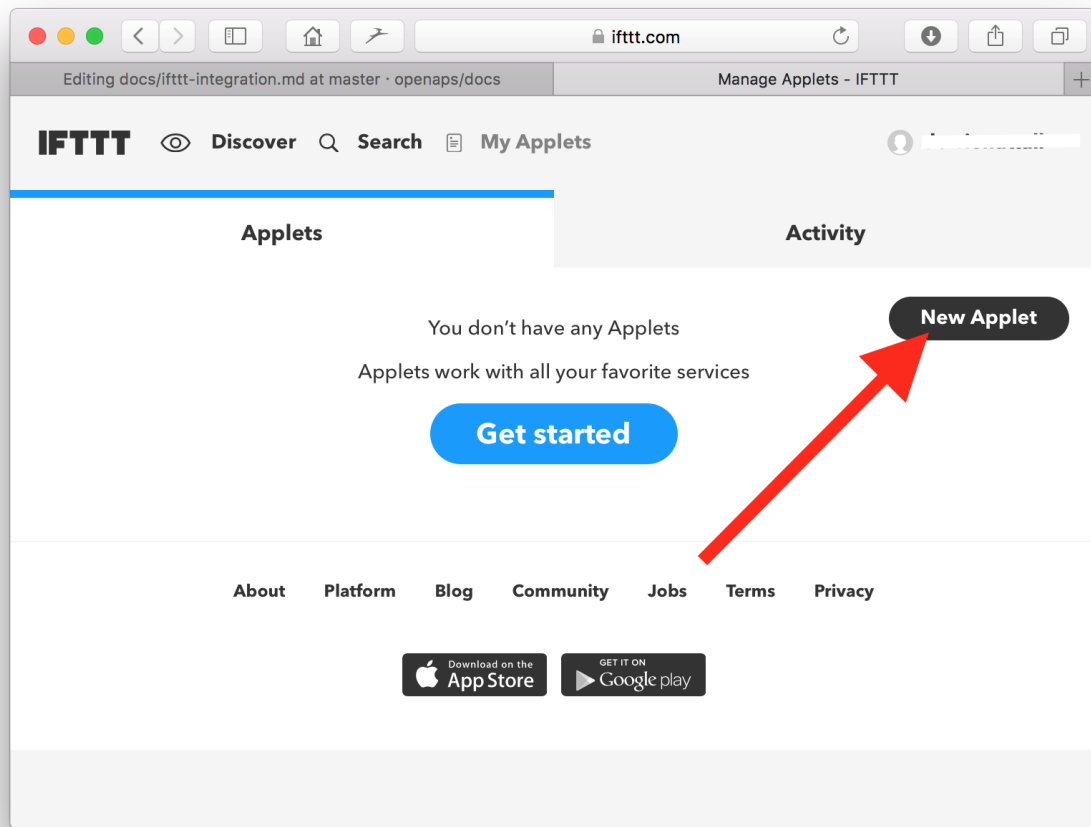 ifttt.com
Editing docs/ifttt-integration.md at master · openaps/docs
Manage Applets - IFTTT
IFTTT Discover Search My Applets
Applets
Activity
New Applet
You don’t have any Applets
Applets work with all your favorite services
Get started
About Platform Blog Community Jobs Terms Privacy
Download on the
App Store
GET IT ON
Google play